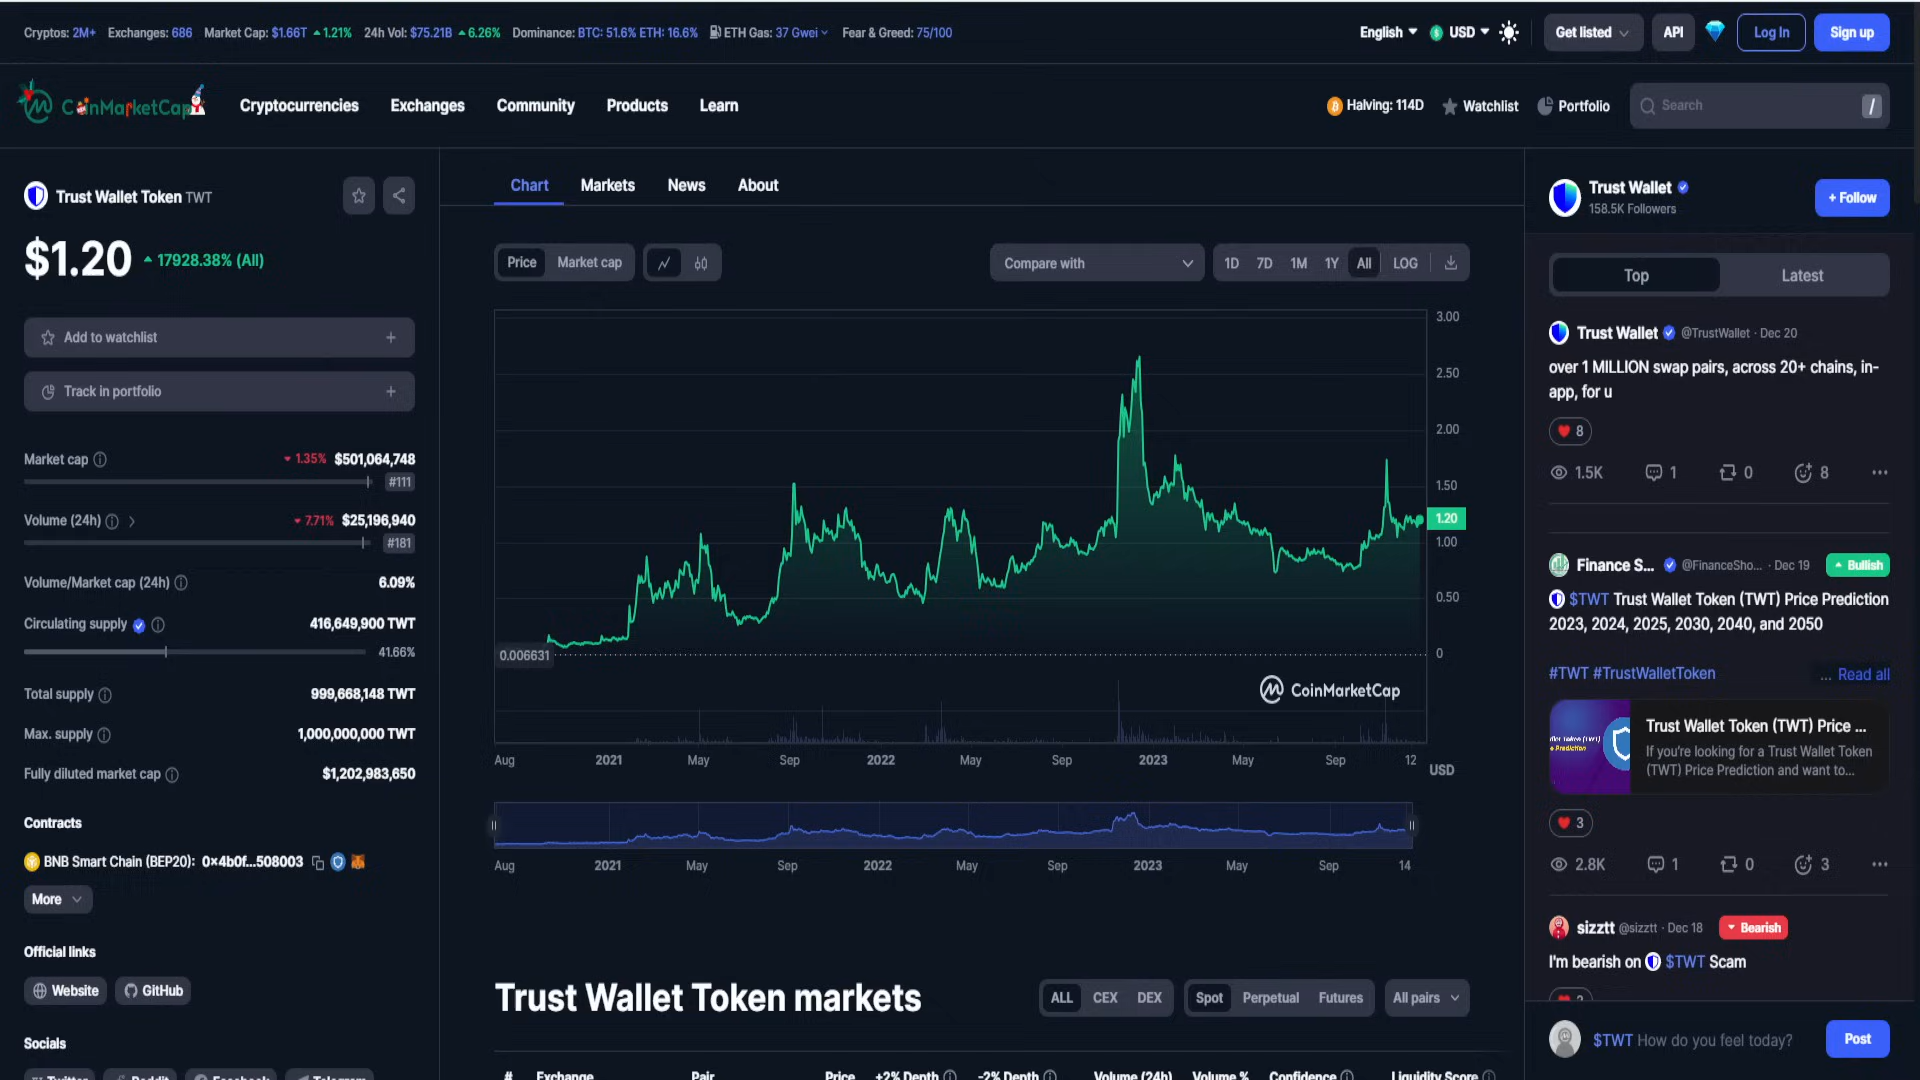 Cryptos: 2M+ Exchanges: 686 Market Cap: $1.66T 1.21% 24h Vol: $75.21B 6.26% Dominance: BTC: 51.6% ETH: 16.6% ETH Gas: 37 Gwei Fear & Greed: 75/100
English USD Get listed API Log In Sign up
CoinMarketCap Cryptocurrencies Exchanges Community Products Learn
Halving: 114D Watchlist Portfolio Search /
Trust Wallet Token TWT
$1.20 17928.38% (All)
Add to watchlist +
Track in portfolio +
Market cap 1.35% $501,064,748
#111
Volume (24h) 7.71% $25,196,940
#181
Volume/Market cap (24h) 6.09%
Circulating supply 416,649,900 TWT
41.66%
Total supply 999,668,148 TWT
Max. supply 1,000,000,000 TWT
Fully diluted market cap $1,202,983,650
Contracts
BNB Smart Chain (BEP20): 0x4b0f...508003
More
Official links
Website GitHub
Socials
Twitter Reddit Facebook Telegram
Chart Markets News About
Price Market cap
Compare with 1D 7D 1M 1Y All LOG
3.00
2.50
2.00
1.50
1.20
1.00
0.50
0
0.006631
CoinMarketCap
Aug 2021 May Sep 2022 May Sep 2023 May Sep 12
USD
Aug 2021 May Sep 2022 May Sep 2023 May Sep 14
Trust Wallet Token markets
ALL CEX DEX Spot Perpetual Futures All pairs
# Exchange Pair Price +2% Depth -2% Depth Volume (24h) Volume % Confidence Liquidity Score
Trust Wallet
158.5K Followers
+ Follow
Top Latest
Trust Wallet @TrustWallet · Dec 20
over 1 MILLION swap pairs, across 20+ chains, in-
app, for u
8
1.5K 1 0 8 ...
Finance S... @FinanceSho... · Dec 19 Bullish
$TWT Trust Wallet Token (TWT) Price Prediction
2023, 2024, 2025, 2030, 2040, and 2050
#TWT #TrustWalletToken ... Read all
Trust Wallet Token (TWT) Price ...
If you're looking for a Trust Wallet Token
(TWT) Price Prediction and want to...
3
2.8K 1 0 3 ...
sizztt @sizztt · Dec 18 Bearish
I'm bearish on $TWT Scam
$TWT How do you feel today? Post